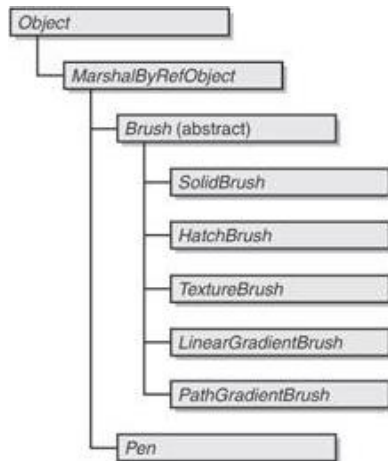 Object
MarshalByRefObject
Brush (abstract)
SolidBrush
HatchBrush
TextureBrush
LinearGradientBrush
PathGradientBrush
Pen